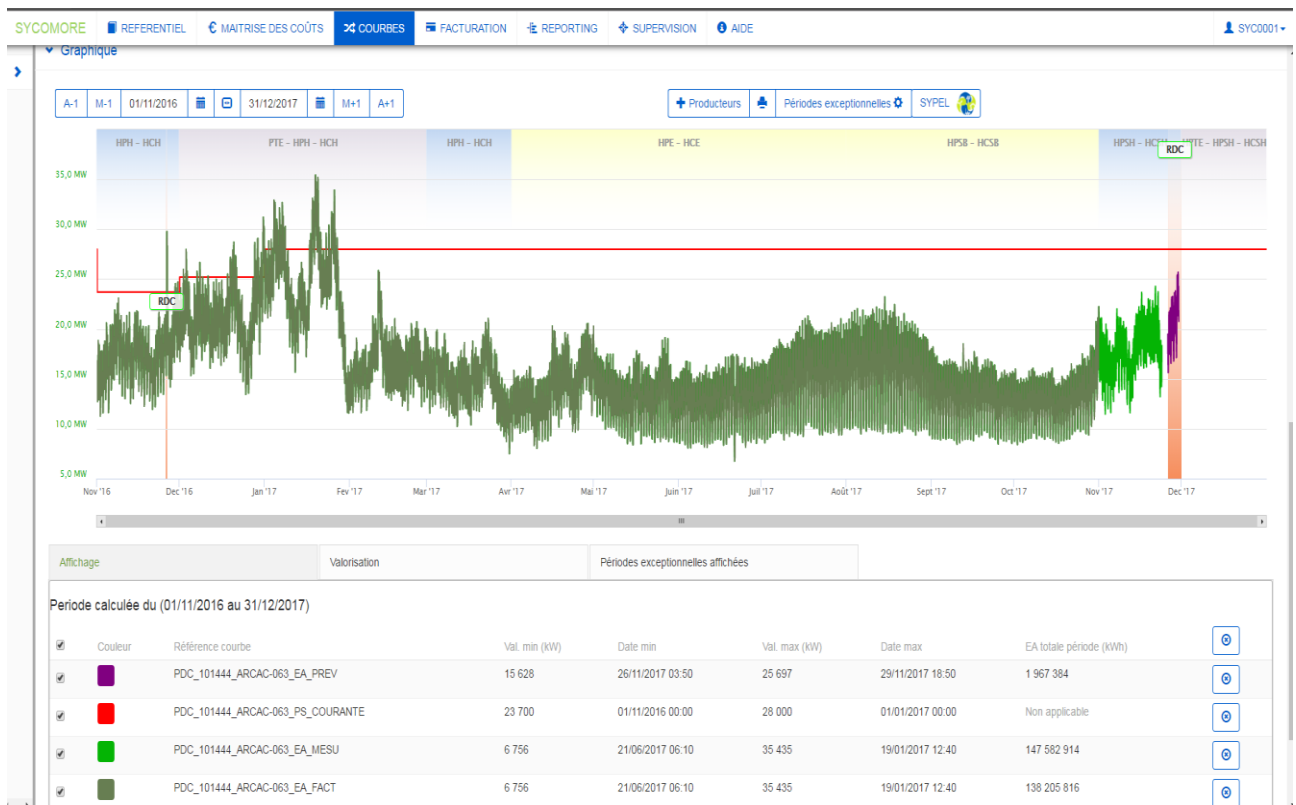 SYCOMORE REFERENTIEL € MAITRISE DES COÛTS COURBES FACTURATION REPORTING SUPERVISION AIDE SYC0001
Graphique
A-1 M-1 01/11/2016 31/12/2017 M+1 A+1 + Producteurs Périodes exceptionnelles SYPEL
HPH - HCH PTE - HPH - HCH HPH - HCH HPE - HCE HPSB - HCSB HPSH - RDC - HPSH - HCSH
35,0 MW
30,0 MW
25,0 MW
RDC
20,0 MW
15,0 MW
10,0 MW
5,0 MW
Nov '16 Dec '16 Jan '17 Fev '17 Mar '17 Avr '17 Mai '17 Juin '17 Juil '17 Août '17 Sept '17 Oct '17 Nov '17 Dec '17
Affichage Valorisation Périodes exceptionnelles affichées
Periode calculée du (01/11/2016 au 31/12/2017)
Couleur Référence courbe Val. min (kW) Date min Val. max (kW) Date max EA totale période (kWh)
PDC_101444_ARCAC-063_EA_PREV 15 628 26/11/2017 03:50 25 697 29/11/2017 18:50 1 967 384
PDC_101444_ARCAC-063_PS_COURANTE 23 700 01/11/2016 00:00 28 000 01/01/2017 00:00 Non applicable
PDC_101444_ARCAC-063_EA_MESU 6 756 21/06/2017 06:10 35 435 19/01/2017 12:40 147 582 914
PDC_101444_ARCAC-063_EA_FACT 6 756 21/06/2017 06:10 35 435 19/01/2017 12:40 138 205 816